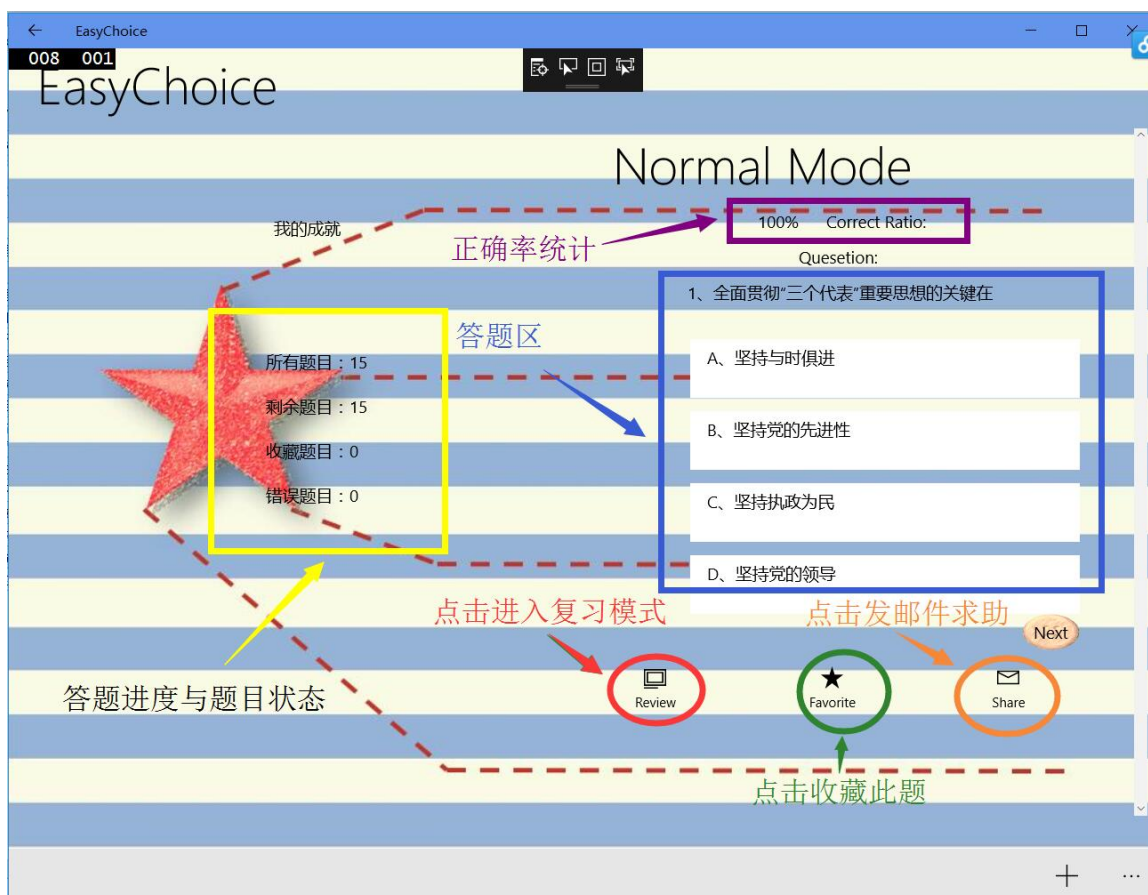 EasyChoice
008 001
EasyChoice
Normal Mode
我的成就
正确率统计
100% Correct Ratio:
Quesetion:
1、全面贯彻“三个代表”重要思想的关键在
答题区
所有题目：15
A、坚持与时俱进
剩余题目：15
B、坚持党的先进性
收藏题目：0
错误题目：0
C、坚持执政为民
D、坚持党的领导
点击进入复习模式
点击发邮件求助
Next
答题进度与题目状态
Review
Favorite
Share
点击收藏此题